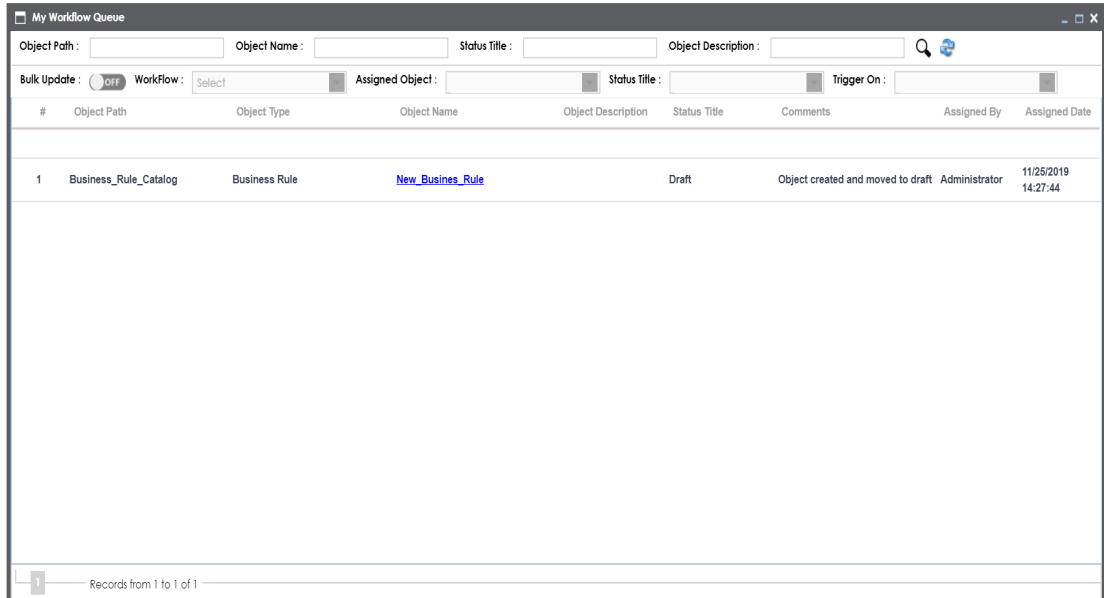 My Workflow Queue
Object Path : Object Name : Status Title : Object Description :
Bulk Update : OFF WorkFlow : Select Assigned Object : Status Title : Trigger On :
# Object Path Object Type Object Name Object Description Status Title Comments Assigned By Assigned Date
1 Business_Rule_Catalog Business Rule New_Busines_Rule Draft Object created and moved to draft Administrator 11/25/2019
14:27:44
1 Records from 1 to 1 of 1